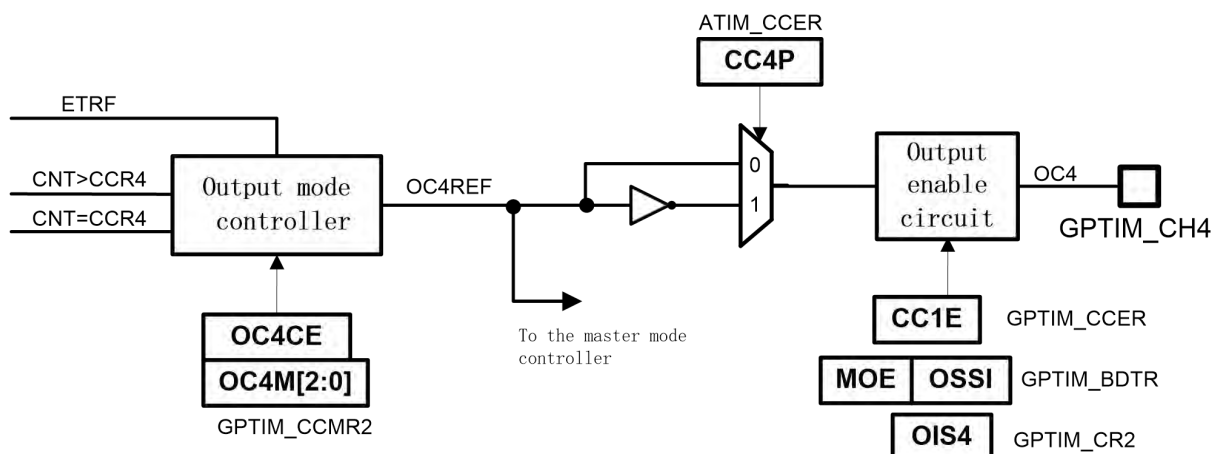 ATIM_CCER
CC4P
ETRF
CNT>CCR4
CNT=CCR4
Output mode
controller
OC4REF
0
1
Output
enable
circuit
OC4
GPTIM_CH4
To the master mode
controller
OC4CE
OC4M[2:0]
GPTIM_CCMR2
CC1E
GPTIM_CCER
MOE
OSSI
GPTIM_BDTR
OIS4
GPTIM_CR2